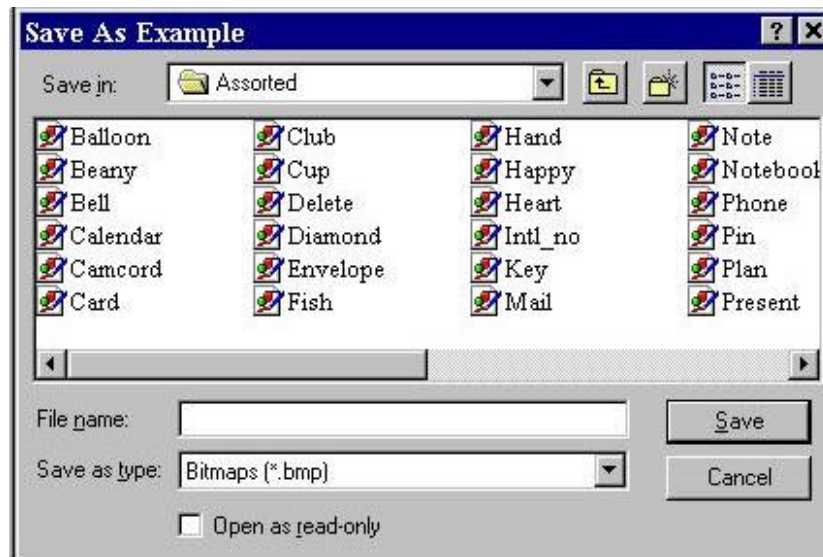 Save As Example
Save in: Assorted
Balloon Club Hand Note
Beany Cup Happy Notebook
Bell Delete Heart Phone
Calendar Diamond Intl_no Pin
Camcord Envelope Key Plan
Card Fish Mail Present
File name: Save
Save as type: Bitmaps (*.bmp) Cancel
Open as read-only